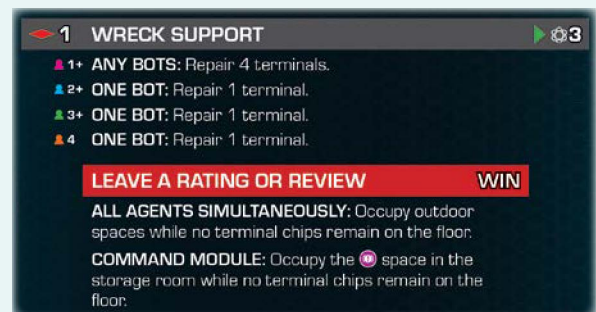 1 WRECK SUPPORT 3
1+ ANY BOTS: Repair 4 terminals.
2+ ONE BOT: Repair 1 terminal.
3+ ONE BOT: Repair 1 terminal.
4 ONE BOT: Repair 1 terminal.
LEAVE A RATING OR REVIEW WIN
ALL AGENTS SIMULTANEOUSLY: Occupy outdoor
spaces while no terminal chips remain on the floor.
COMMAND MODULE: Occupy the space in the
storage room while no terminal chips remain on the
floor.